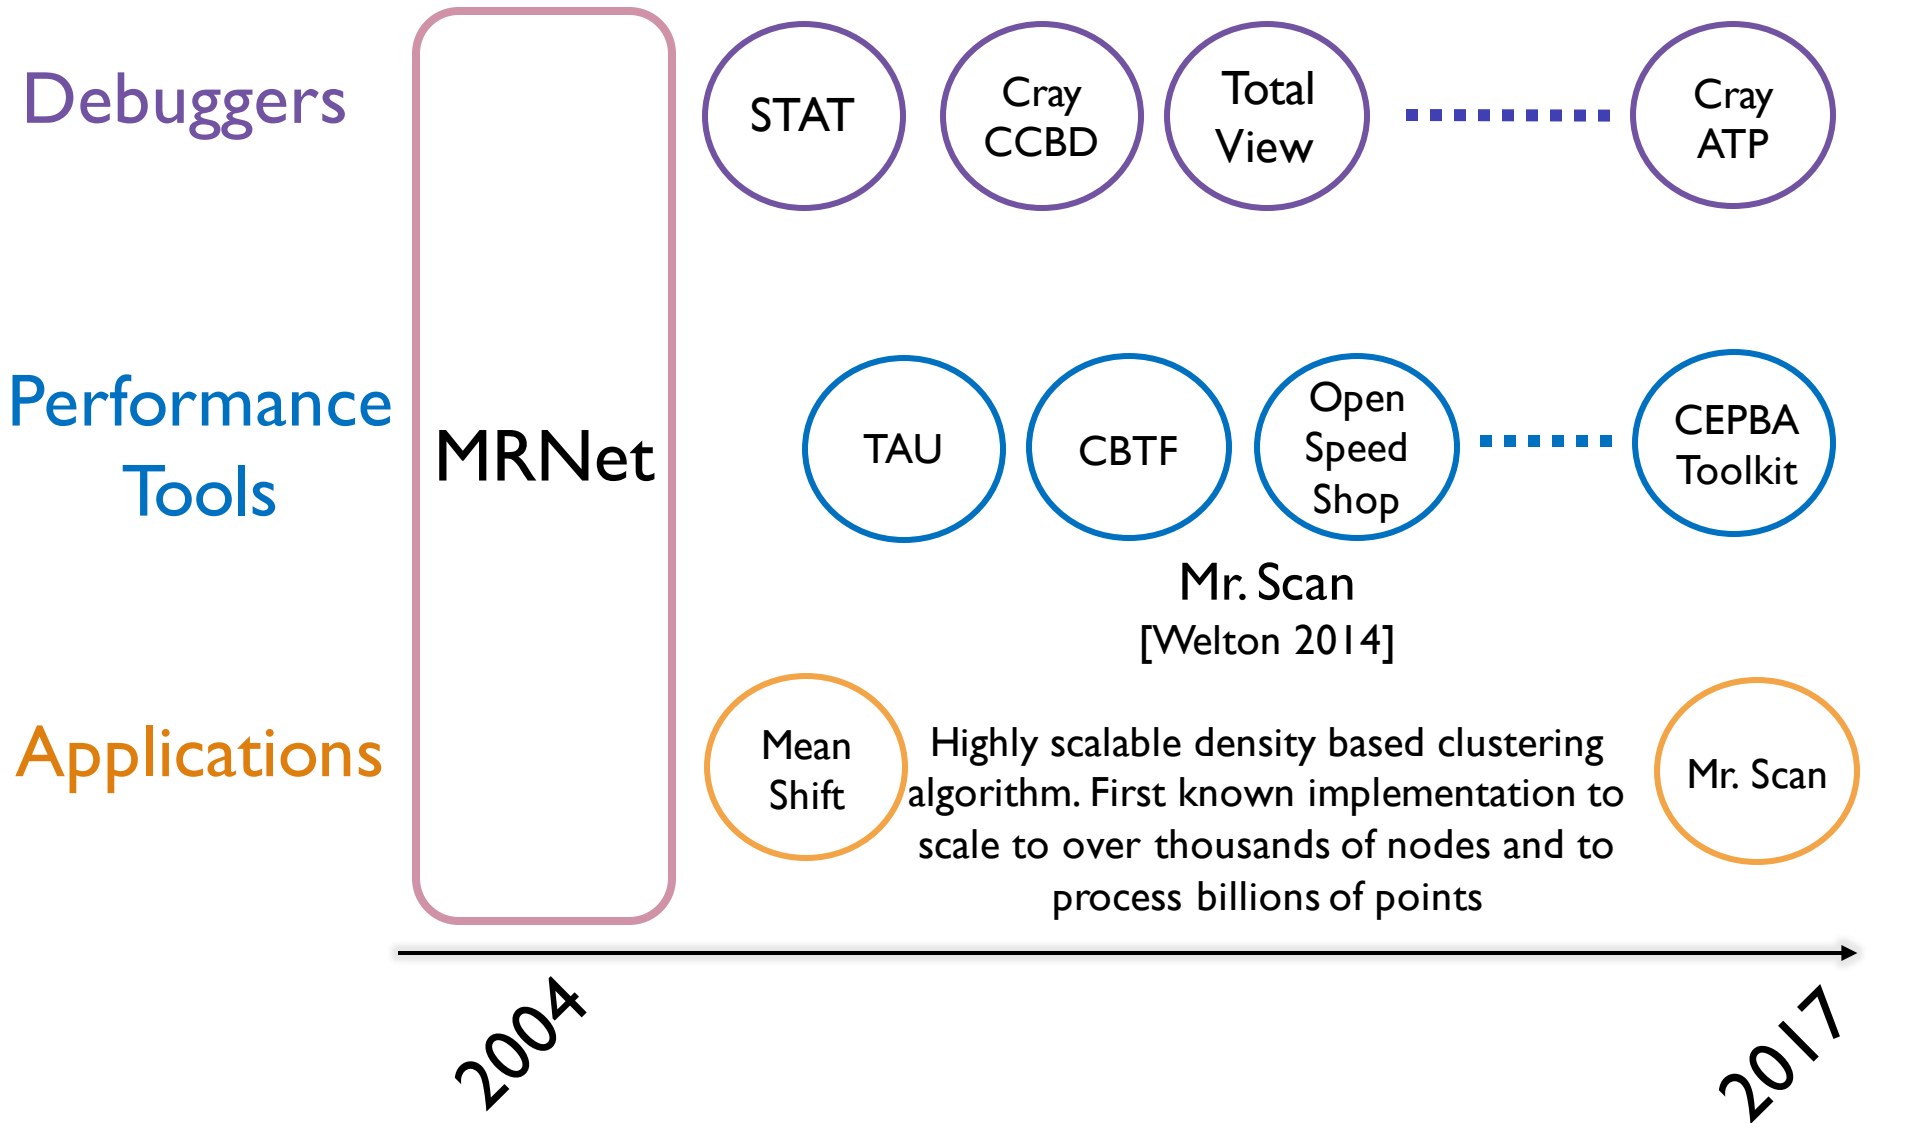 Debuggers
STAT
Cray
CCBD
Total
View
Cray
ATP
Performance
Tools
MRNet
TAU
CBTF
Open
Speed
Shop
CEPBA
Toolkit
Mr. Scan
[Welton 2014]
Applications
Mean
Shift
Highly scalable density based clustering
algorithm. First known implementation to
scale to over thousands of nodes and to
process billions of points
Mr. Scan
2004
2017